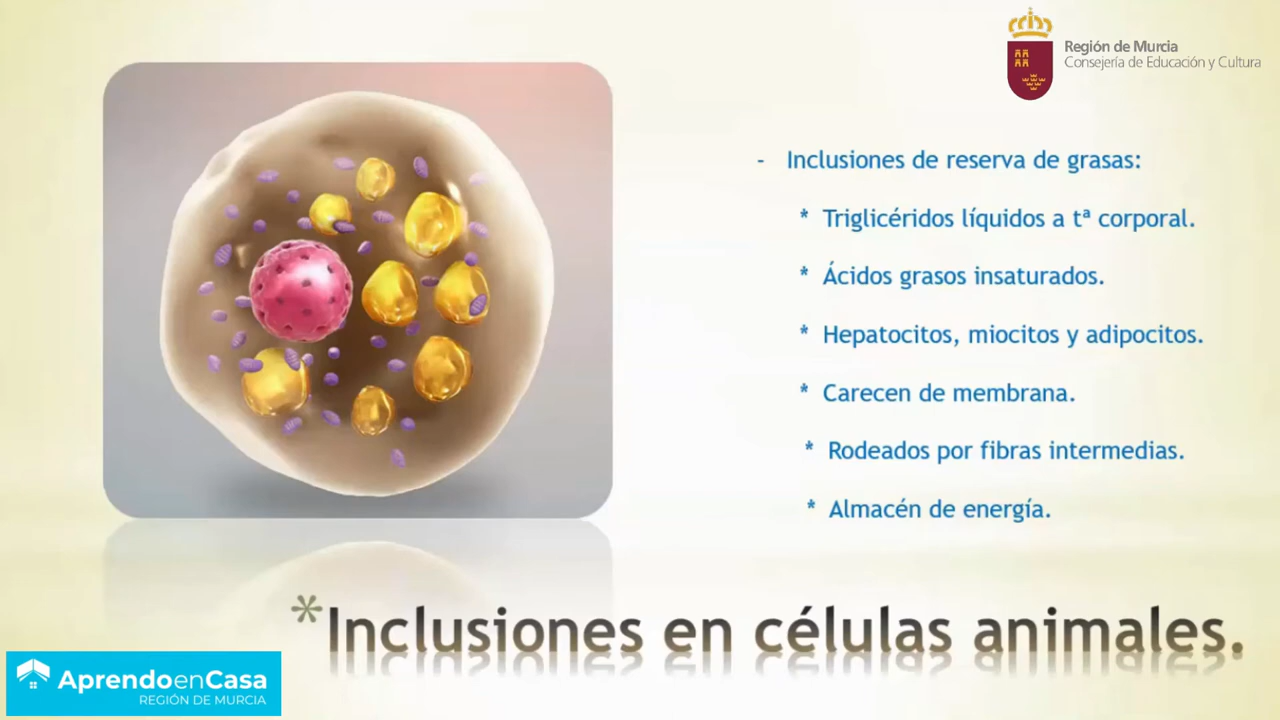 Región de Murcia
Consejería de Educación y Cultura
- Inclusiones de reserva de grasas:
* Triglicéridos líquidos a tª corporal.
* Ácidos grasos insaturados.
* Hepatocitos, miocitos y adipocitos.
* Carecen de membrana.
* Rodeados por fibras intermedias.
* Almacén de energía.
*Inclusiones en células animales.
AprendoenCasa
REGIÓN DE MURCIA